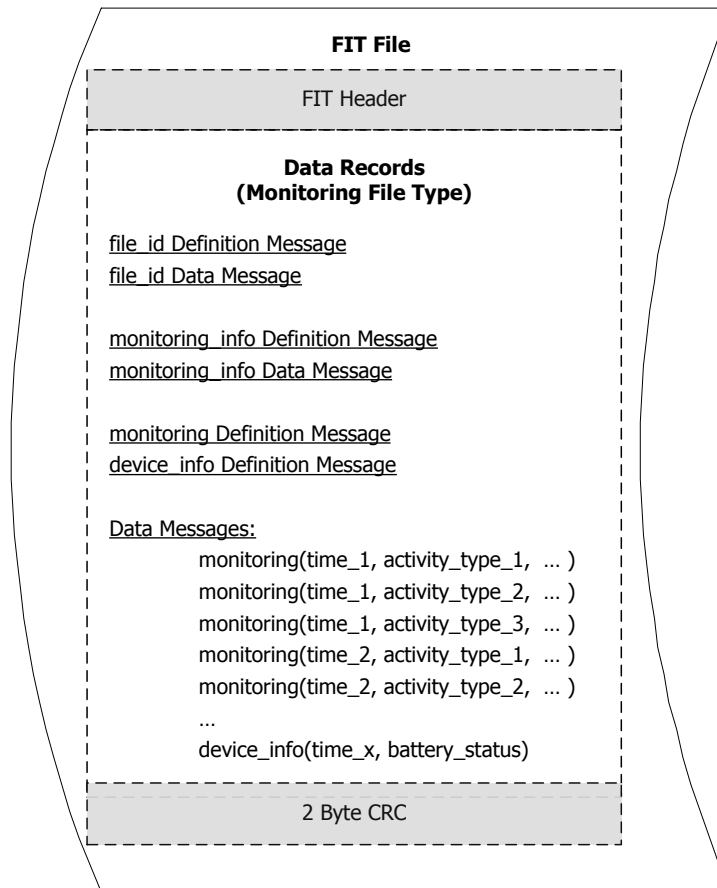 FIT File
FIT Header
Data Records
(Monitoring File Type)
file_id Definition Message
file_id Data Message
monitoring_info Definition Message
monitoring_info Data Message
monitoring Definition Message
device_info Definition Message
Data Messages:
monitoring(time_1, activity_type_1, … )
monitoring(time_1, activity_type_2, … )
monitoring(time_1, activity_type_3, … )
monitoring(time_2, activity_type_1, … )
monitoring(time_2, activity_type_2, … )
…
device_info(time_x, battery_status)
2 Byte CRC